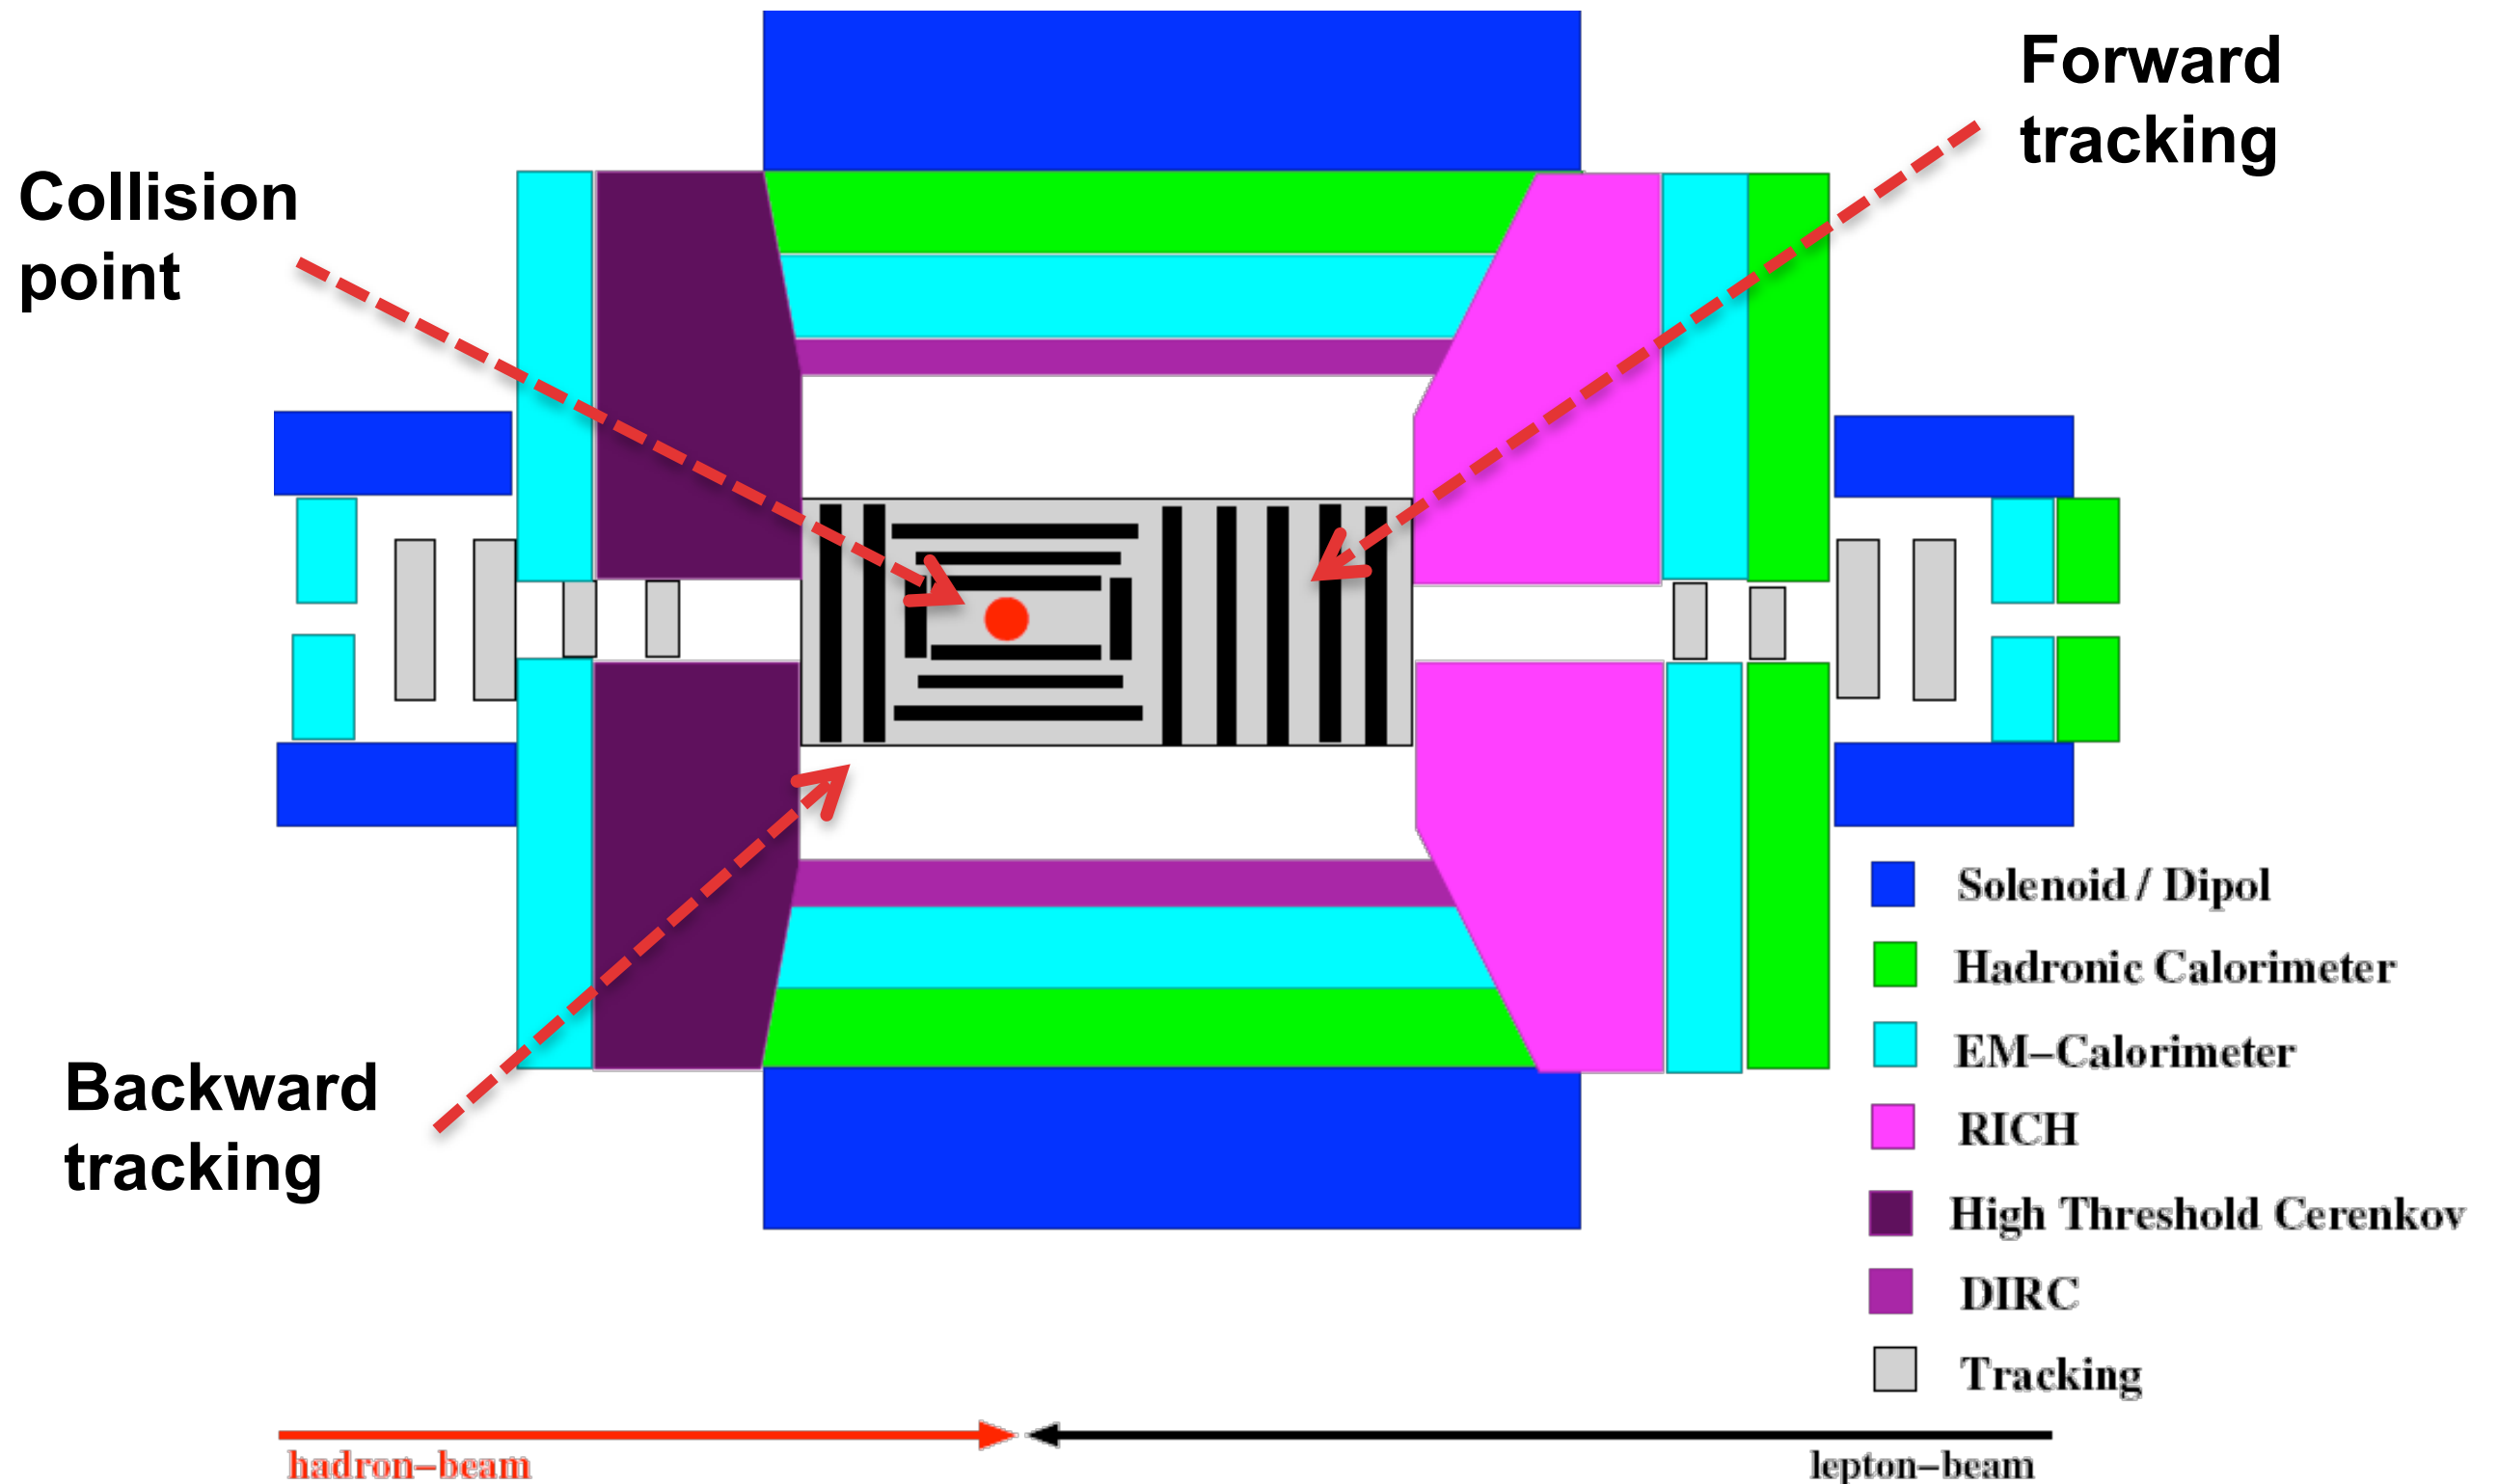 Forward
tracking
Collision
point
Backward
tracking
Solenoid / Dipol
Hadronic Calorimeter
EM−Calorimeter
RICH
High Threshold Cerenkov
DIRC
Tracking
hadron−beam
lepton−beam